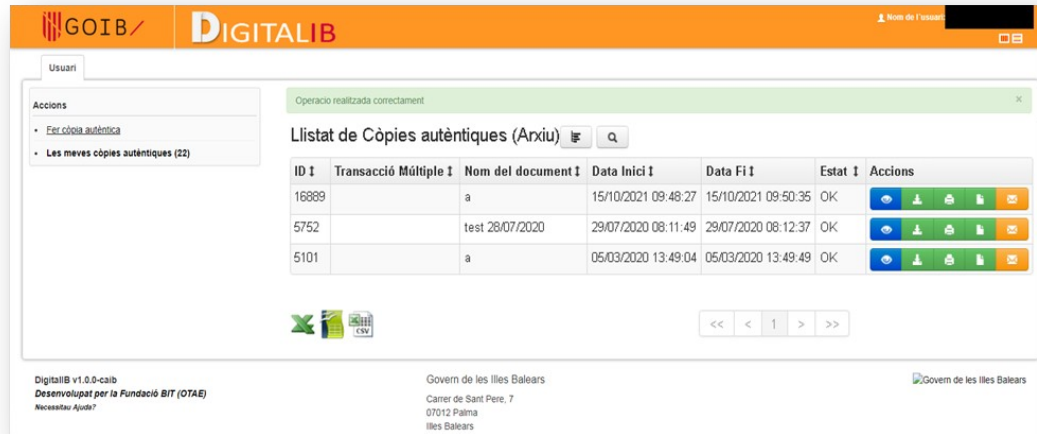 GOIB/
DIGITALIB
Nom de l'usuari:
Usuari
Accions
Fer còpia autèntica
Les meves còpies autèntiques (22)
Operacio realitzada correctament ×
Llistat de Còpies autèntiques (Arxiu)
ID Transacció Múltiple Nom del document Data Inici Data Fi Estat Accions
16889 a 15/10/2021 09:48:27 15/10/2021 09:50:35 OK
5752 test 28/07/2020 29/07/2020 08:11:49 29/07/2020 08:12:37 OK
5101 a 05/03/2020 13:49:04 05/03/2020 13:49:49 OK
CSV
<< < 1 > >>
DigitalIB v1.0.0-caib
Desenvolupat per la Fundació BIT (OTAE)
Necessitau Ajuda?
Govern de les Illes Balears
Carrer de Sant Pere, 7
07012 Palma
Illes Balears
Govern de les Illes Balears